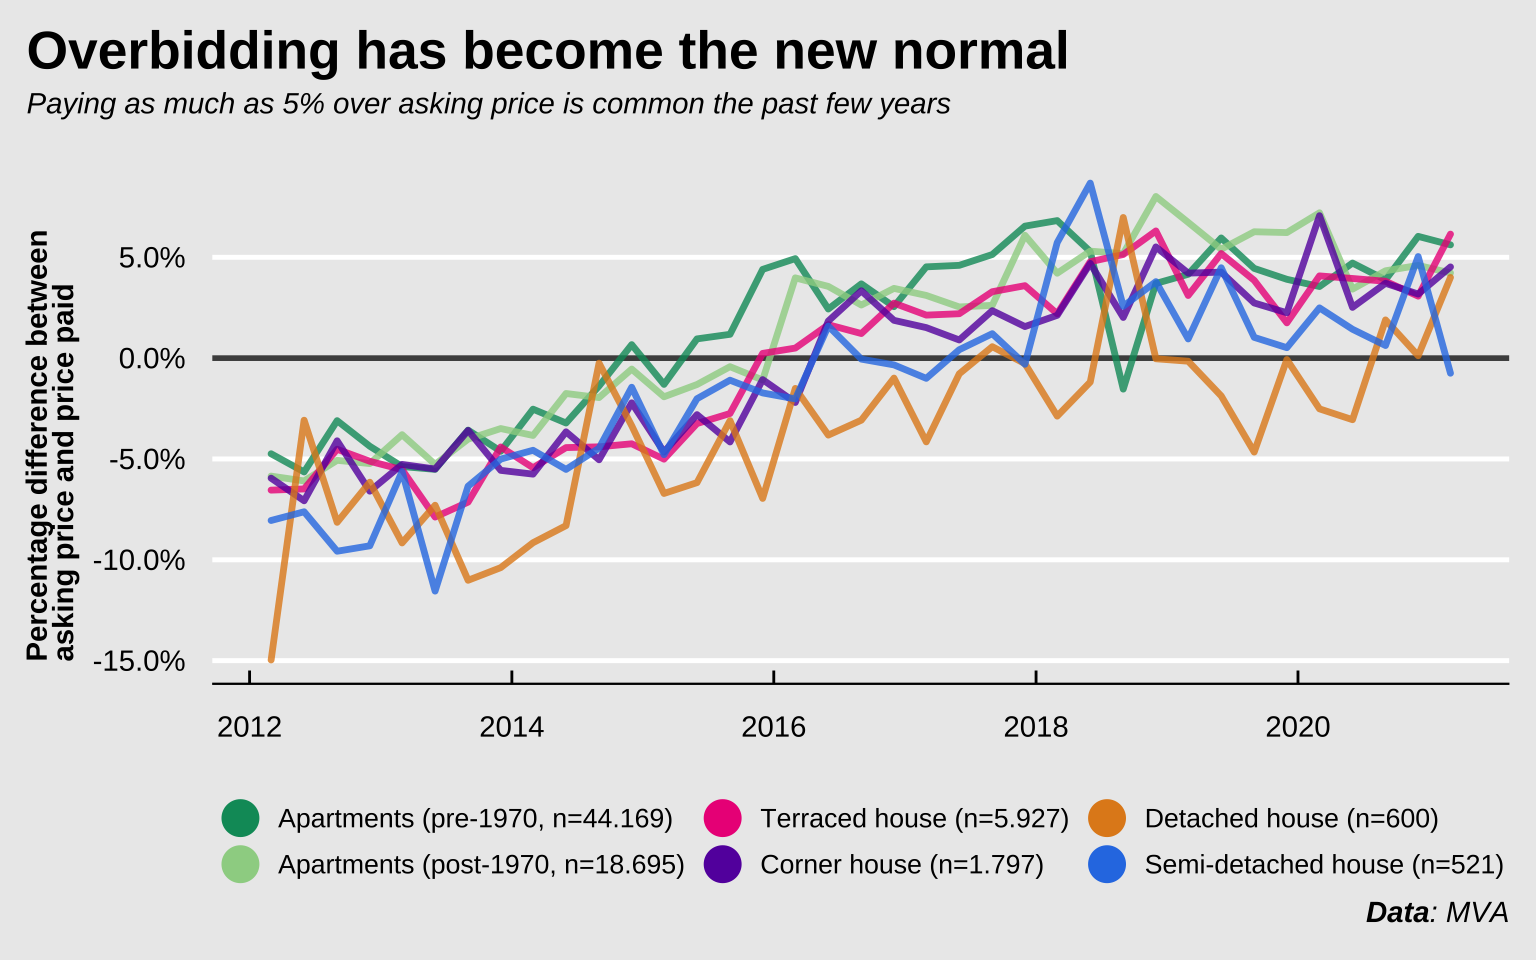 Overbidding has become the new normal
Paying as much as 5% over asking price is common the past few years
Percentage difference between
asking price and price paid
5.0%
0.0%
-5.0%
-10.0%
-15.0%
2012 2014 2016 2018 2020
Apartments (pre-1970, n=44.169) Terraced house (n=5.927) Detached house (n=600)
Apartments (post-1970, n=18.695) Corner house (n=1.797) Semi-detached house (n=521)
Data: MVA